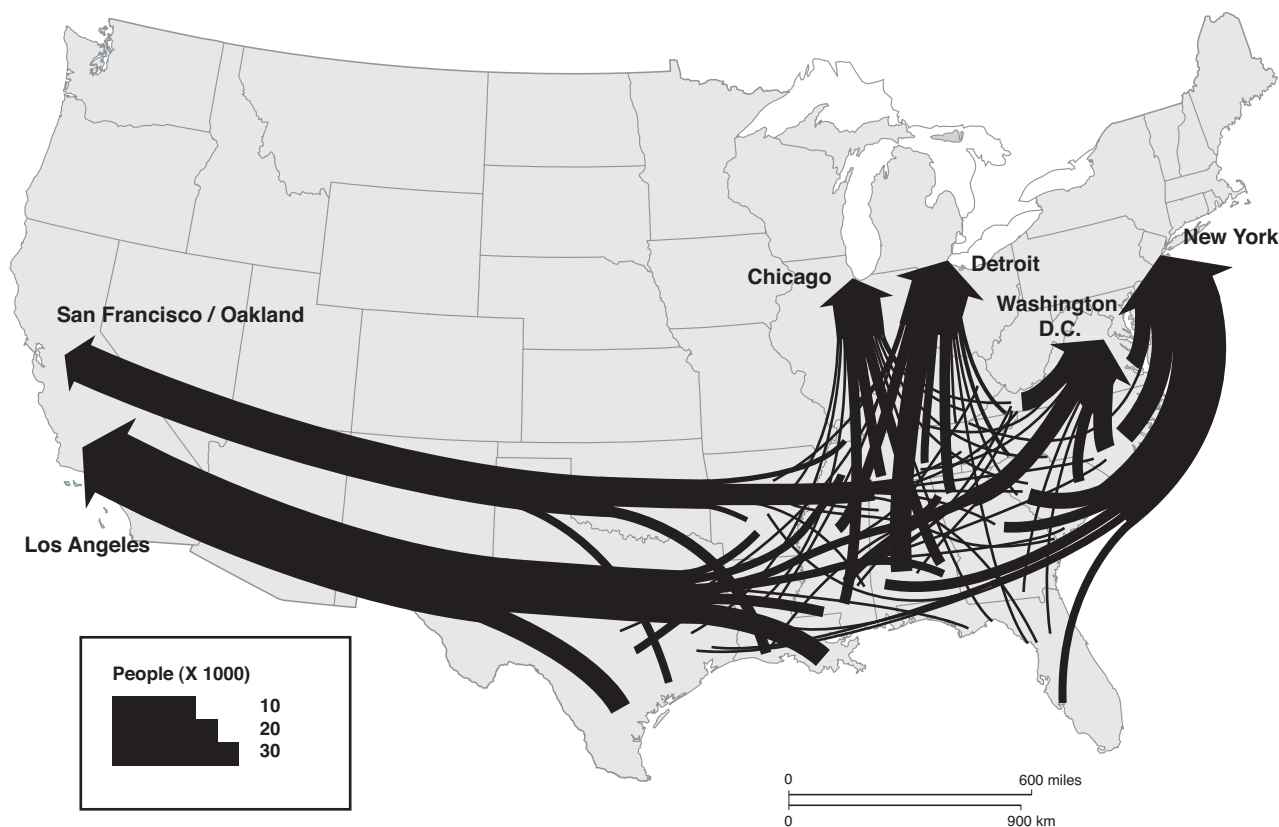 New York
Detroit
Chicago
Washington
D.C.
San Francisco / Oakland
Los Angeles
People (X 1000)
10
20
30
0
600 miles
0
900 km